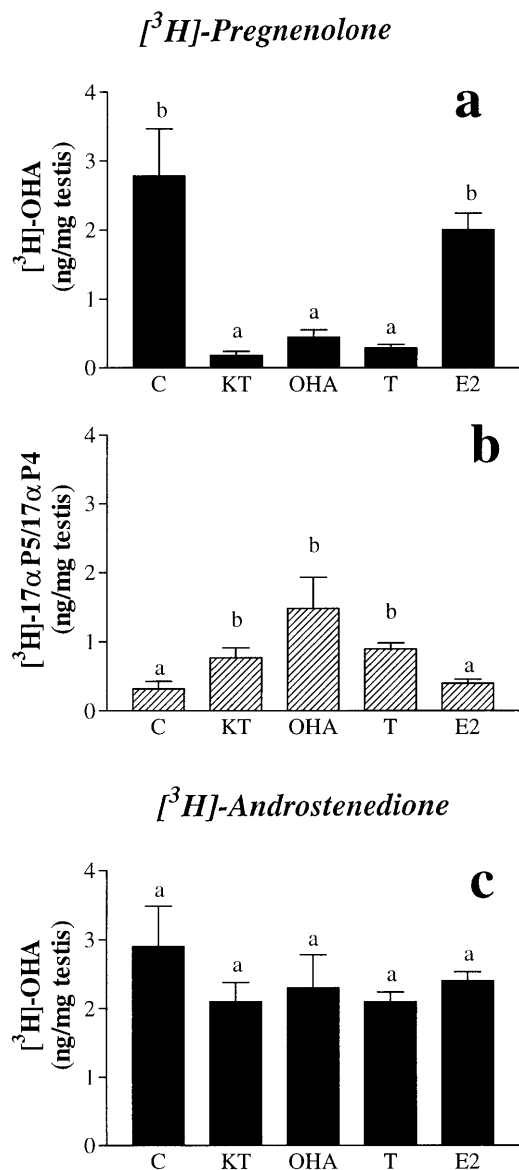 [³H]-Pregnenolone
a
[³H]-OHA
(ng/mg testis)
4
3
2
1
0
b
a
a
a
b
C KT OHA T E2
b
[³H]-17αP5/17αP4
(ng/mg testis)
4
3
2
1
0
a
b
b
b
a
C KT OHA T E2
[³H]-Androstenedione
c
[³H]-OHA
(ng/mg testis)
4
3
2
1
0
a
a
a
a
a
C KT OHA T E2